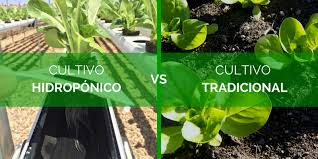 CULTIVO
HIDROPÔNICO
VS
CULTIVO
TRADICIONAL